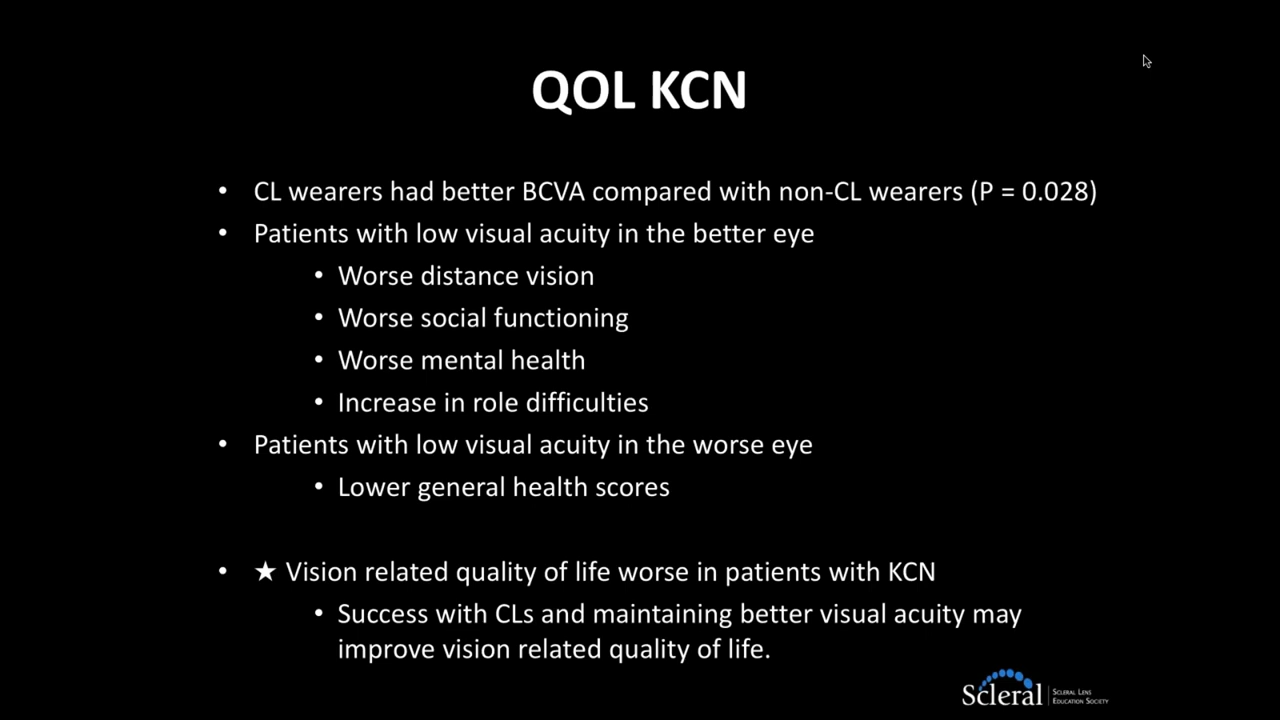 QOL KCN
• CL wearers had better BCVA compared with non-CL wearers (P = 0.028)
• Patients with low visual acuity in the better eye
• Worse distance vision
• Worse social functioning
• Worse mental health
• Increase in role difficulties
• Patients with low visual acuity in the worse eye
• Lower general health scores
• ★ Vision related quality of life worse in patients with KCN
• Success with CLs and maintaining better visual acuity may
improve vision related quality of life.
Scleral
Scleral Lens
Education Society